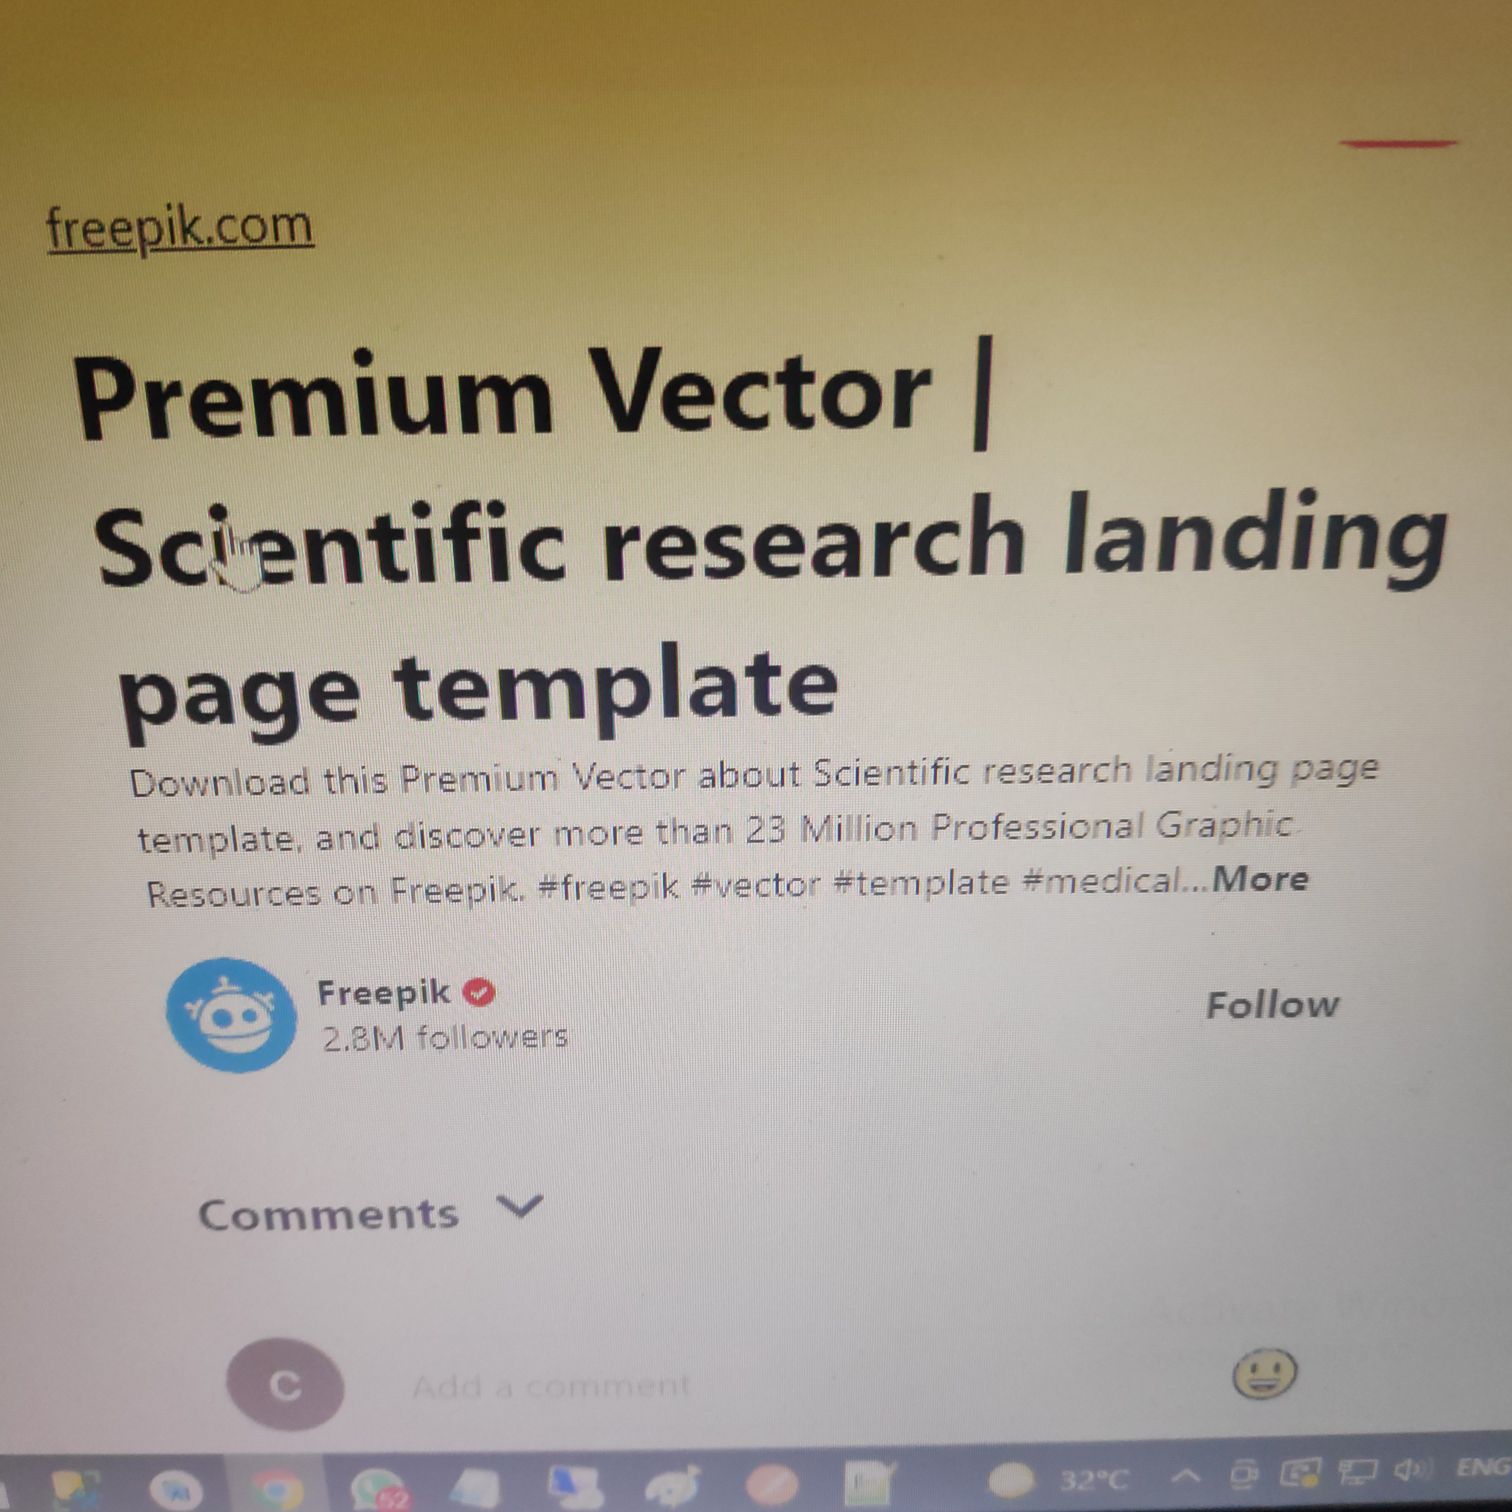 freepik.com
Premium Vector |
Scientific research landing
page template
Download this Premium Vector about Scientific research landing page
template, and discover more than 23 Million Professional Graphic
Resources on Freepik. #freepik #vector #template #medical...More
Freepik
2.8M followers
Follow
Comments
C
Add a comment
52
32°C
ENG